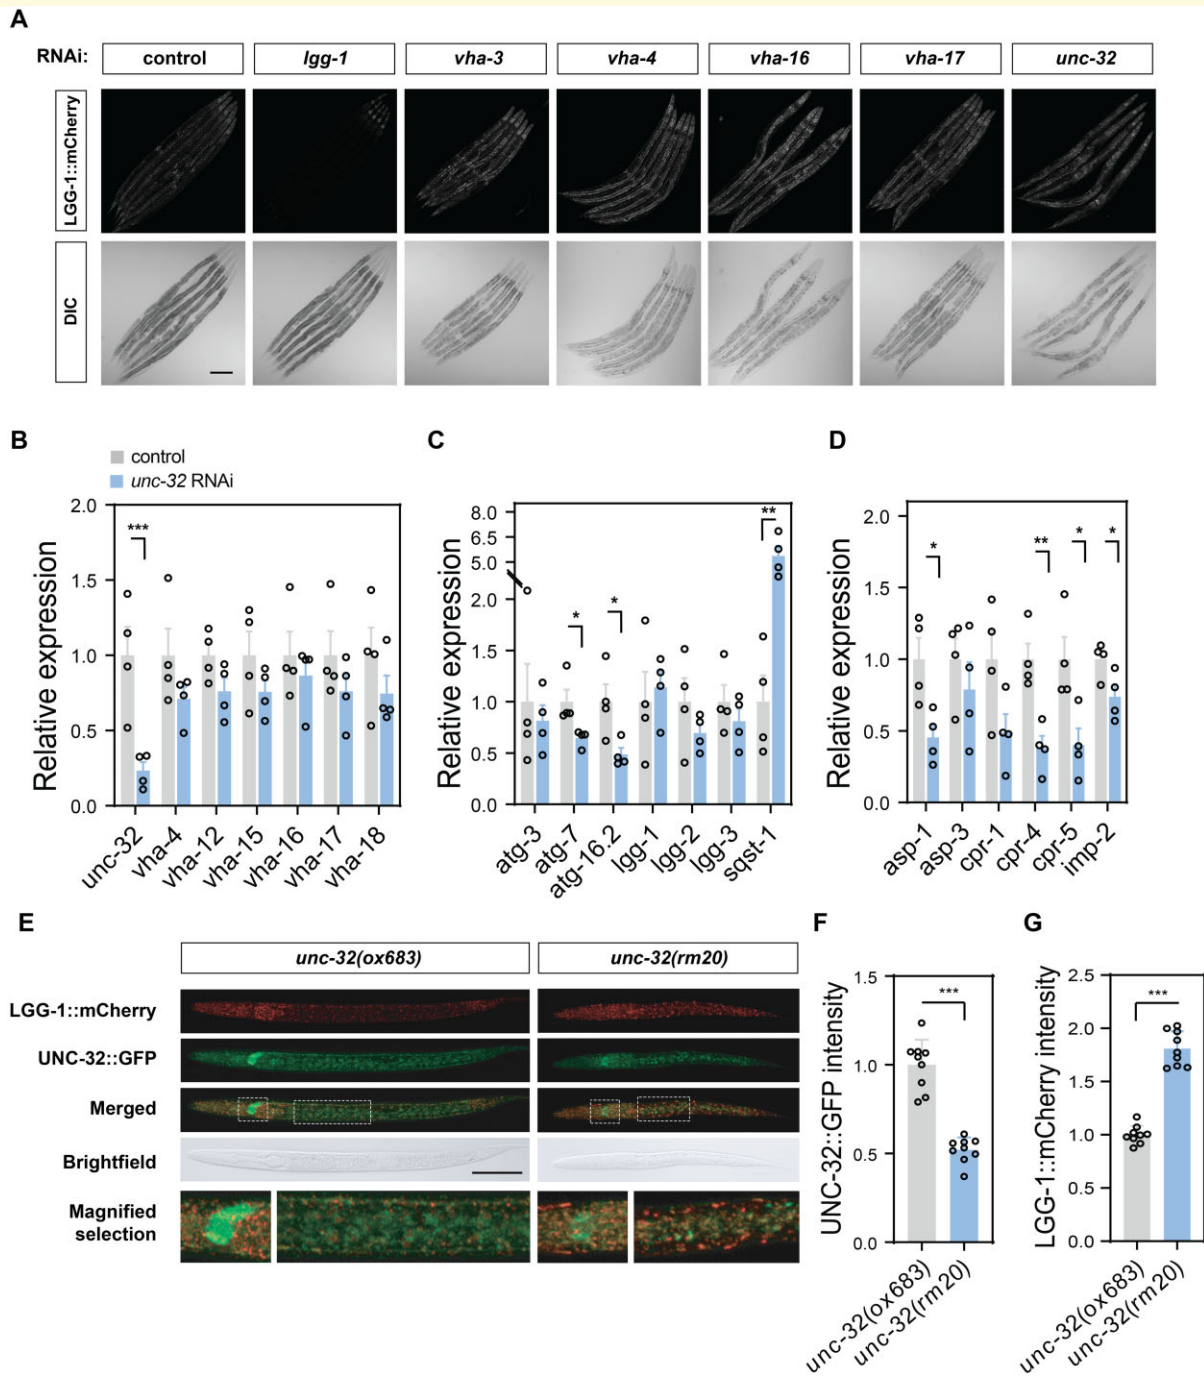 A
RNAi: control lgg-1 vha-3 vha-4 vha-16 vha-17 unc-32
LGG-1::mCherry
DIC
B
control
unc-32 RNAi
Relative expression
2.0
1.5
1.0
0.5
0.0
***
unc-32 vha-4 vha-12 vha-15 vha-16 vha-17 vha-18
C
Relative expression
8.0
6.5
5.0
2.0
1.5
1.0
0.5
0.0
* * **
atg-3 atg-7 atg-16.2 lgg-1 lgg-2 lgg-3 sqst-1
D
Relative expression
2.0
1.5
1.0
0.5
0.0
* ** * *
asp-1 asp-3 cpr-1 cpr-4 cpr-5 imp-2
E
unc-32(ox683) unc-32(rm20)
LGG-1::mCherry
UNC-32::GFP
Merged
Brightfield
Magnified
selection
F
UNC-32::GFP intensity
1.5
1.0
0.5
0.0
***
unc-32(ox683) unc-32(rm20)
G
LGG-1::mCherry intensity
2.5
2.0
1.5
1.0
0.5
0.0
***
unc-32(ox683) unc-32(rm20)